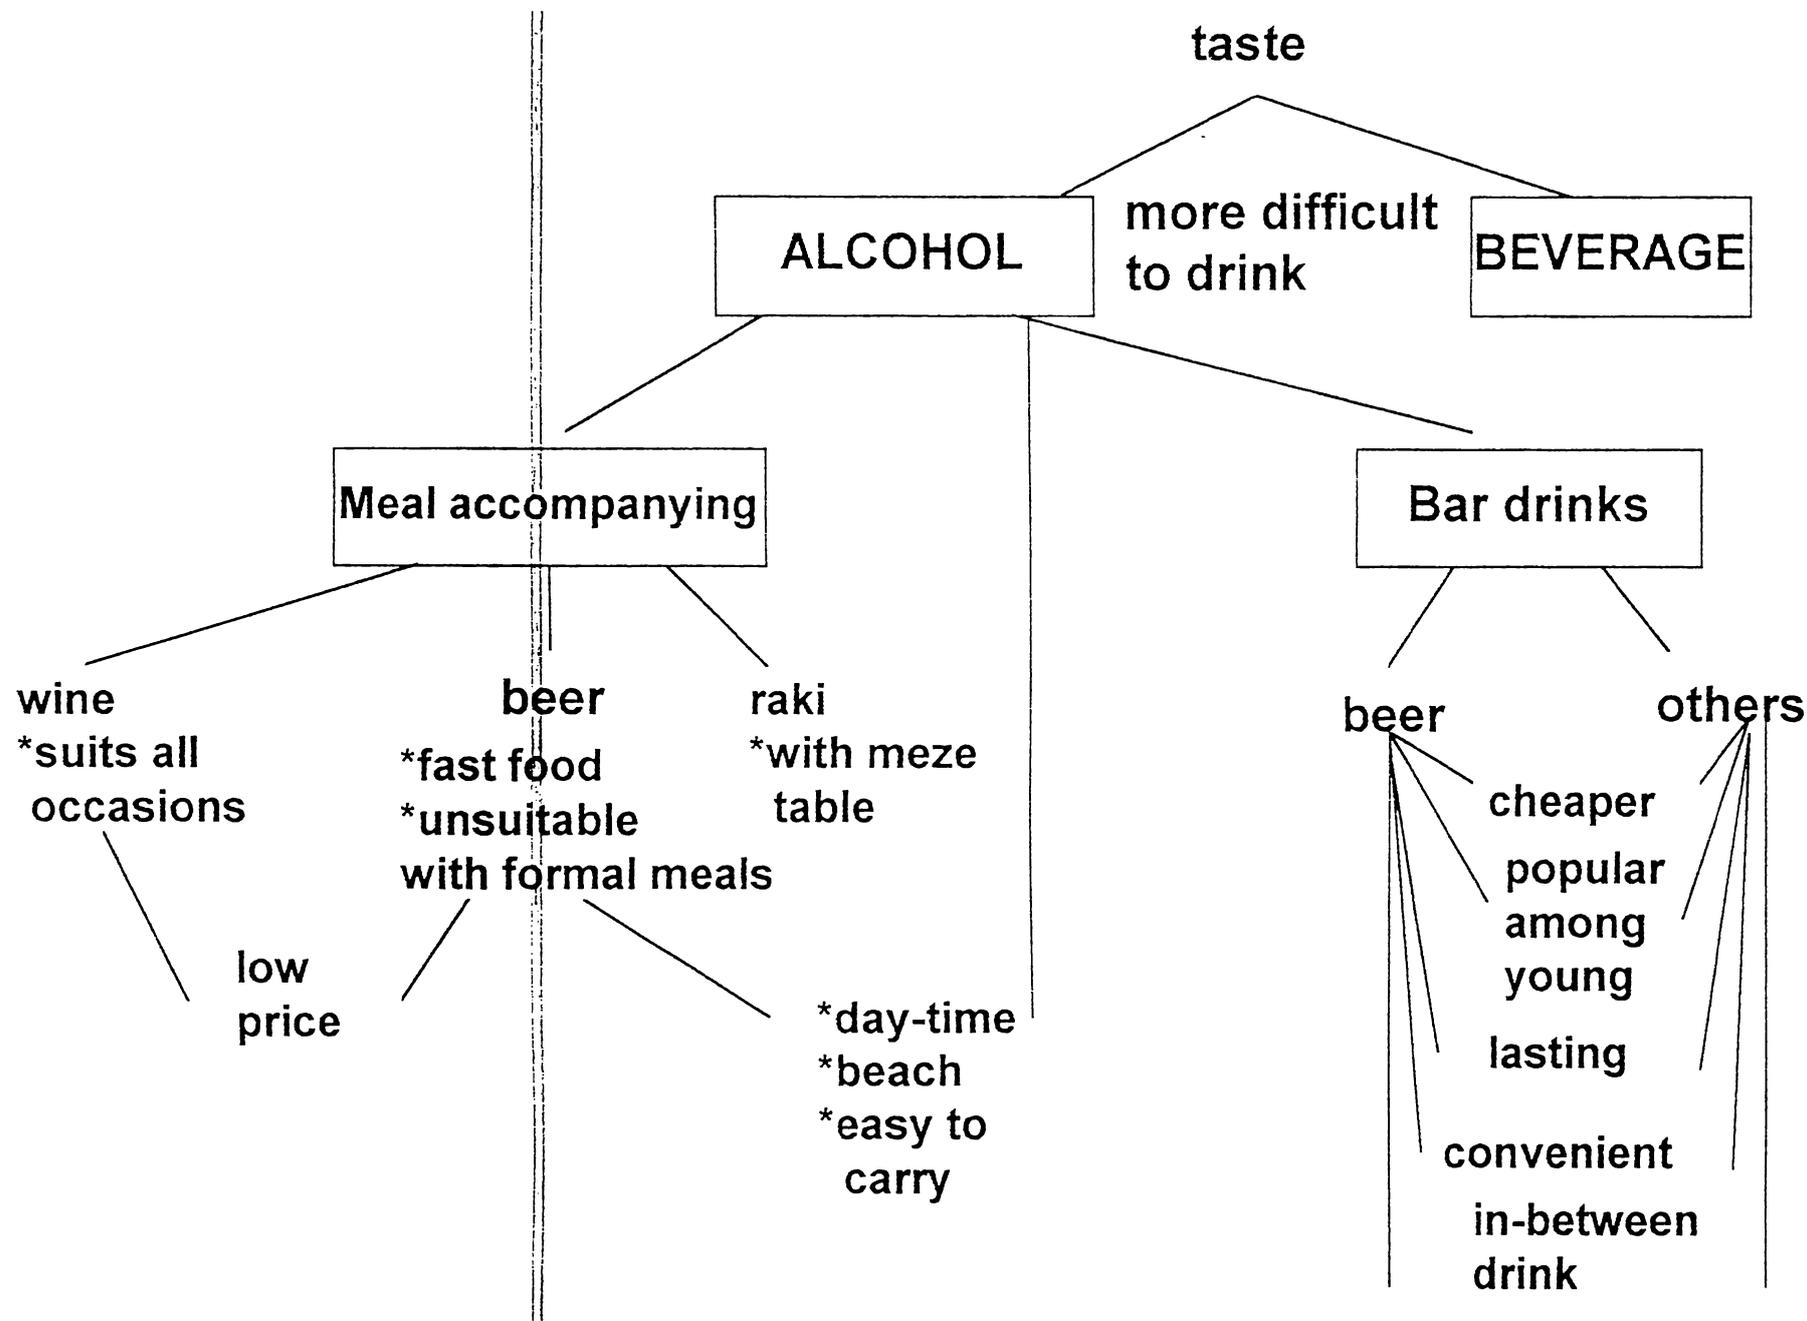 taste
ALCOHOL
more difficult
to drink
BEVERAGE
Meal accompanying
Bar drinks
wine
*suits all
occasions
beer
*fast food
*unsuitable
with formal meals
raki
*with meze
table
low
price
*day-time
*beach
*easy to
carry
beer
others
cheaper
popular
among
young
lasting
convenient
in-between
drink